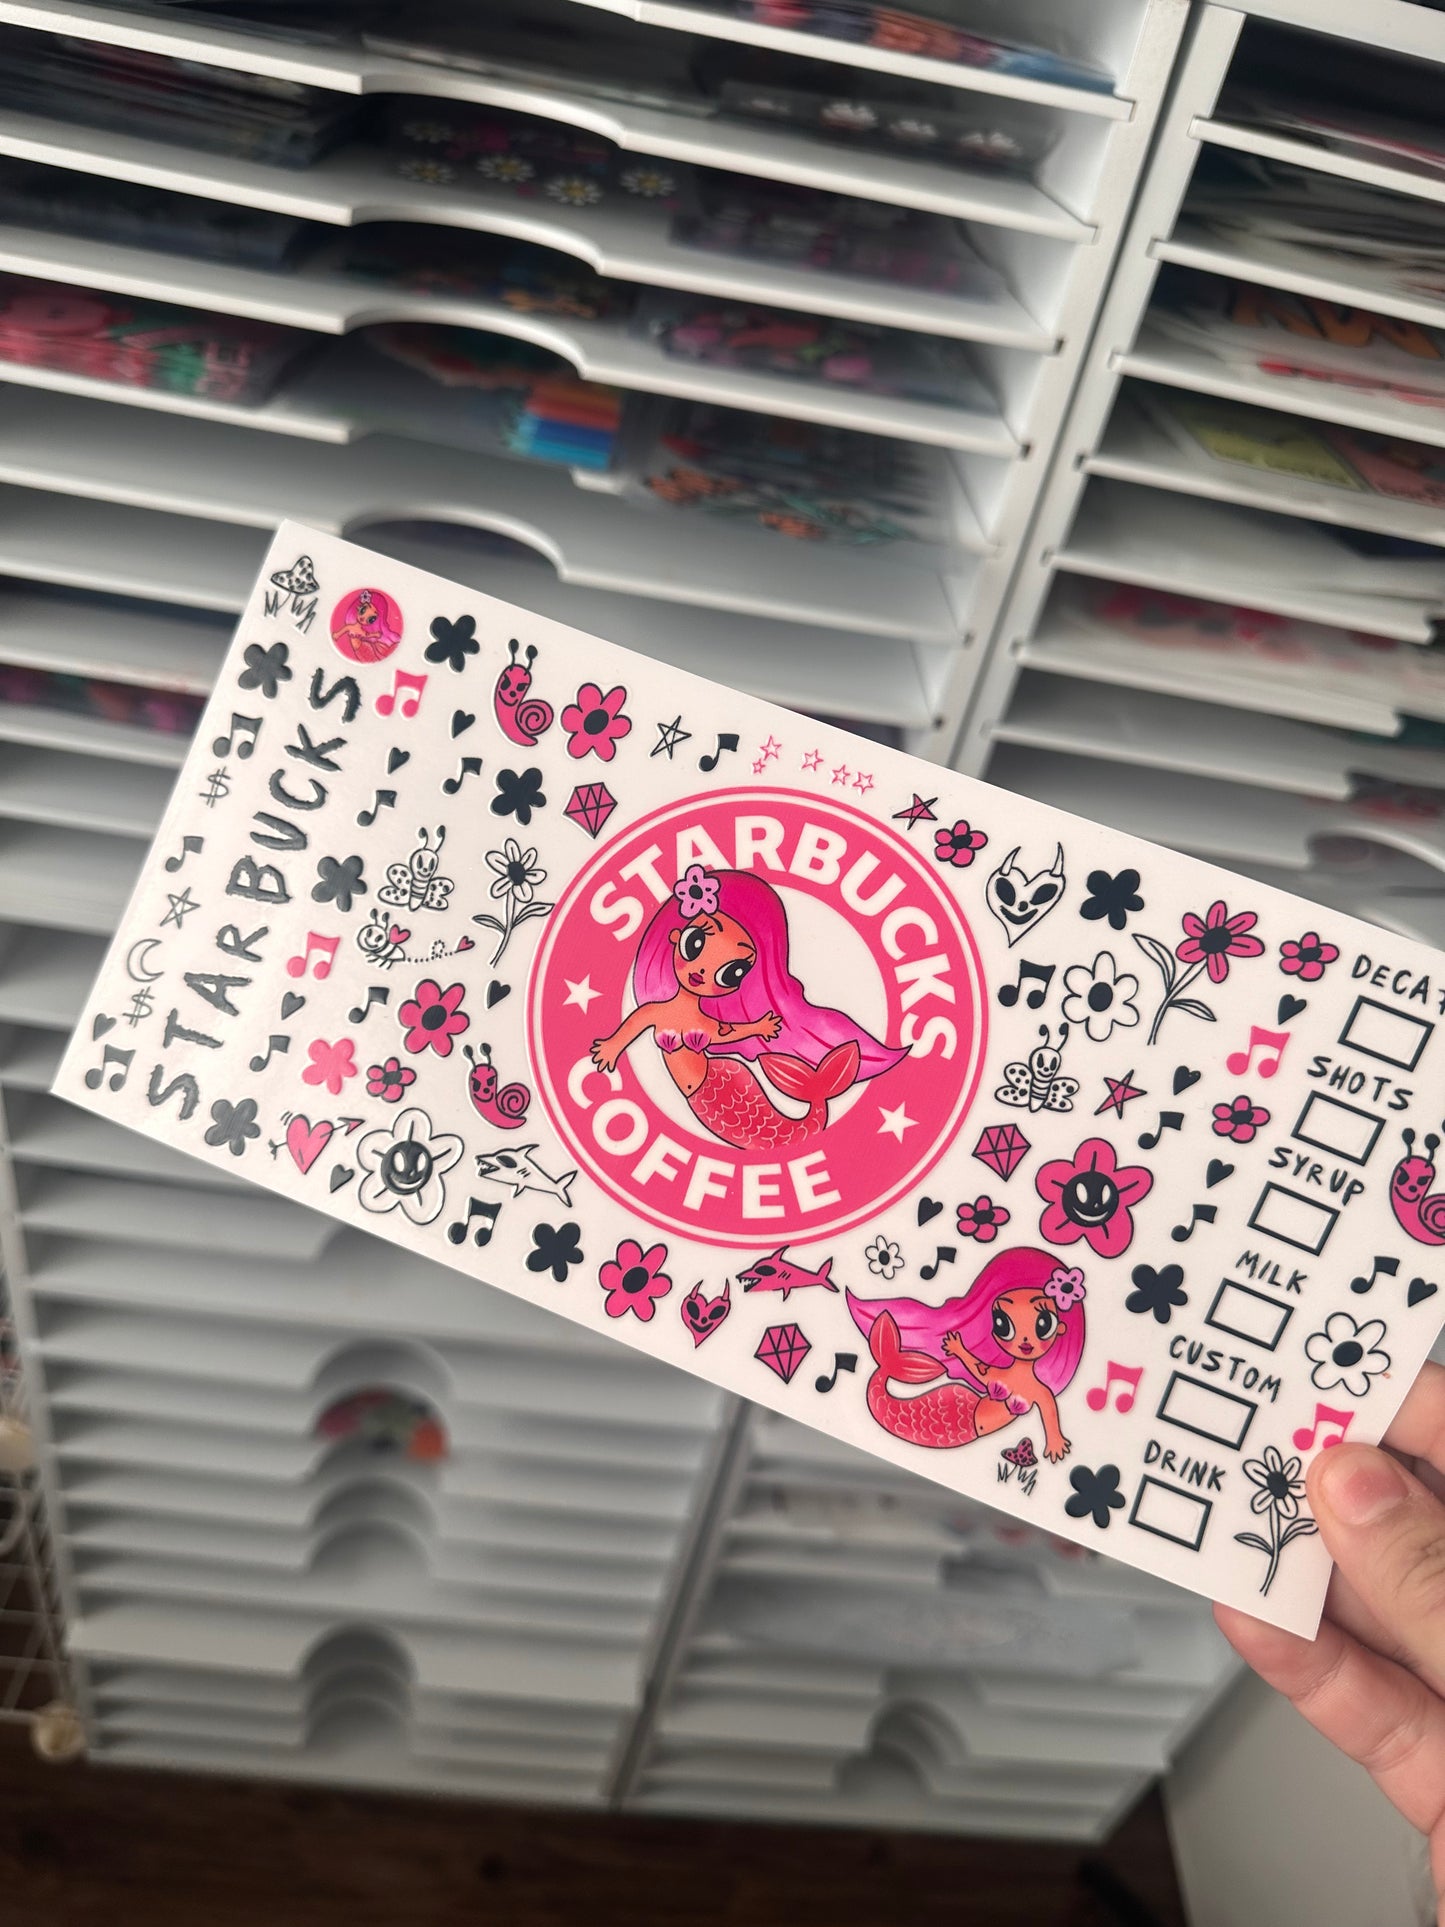 STARBUCKS
STARBUCKS
COFFEE
DECAF
SHOTS
SYRUP
MILK
CUSTOM
DRINK